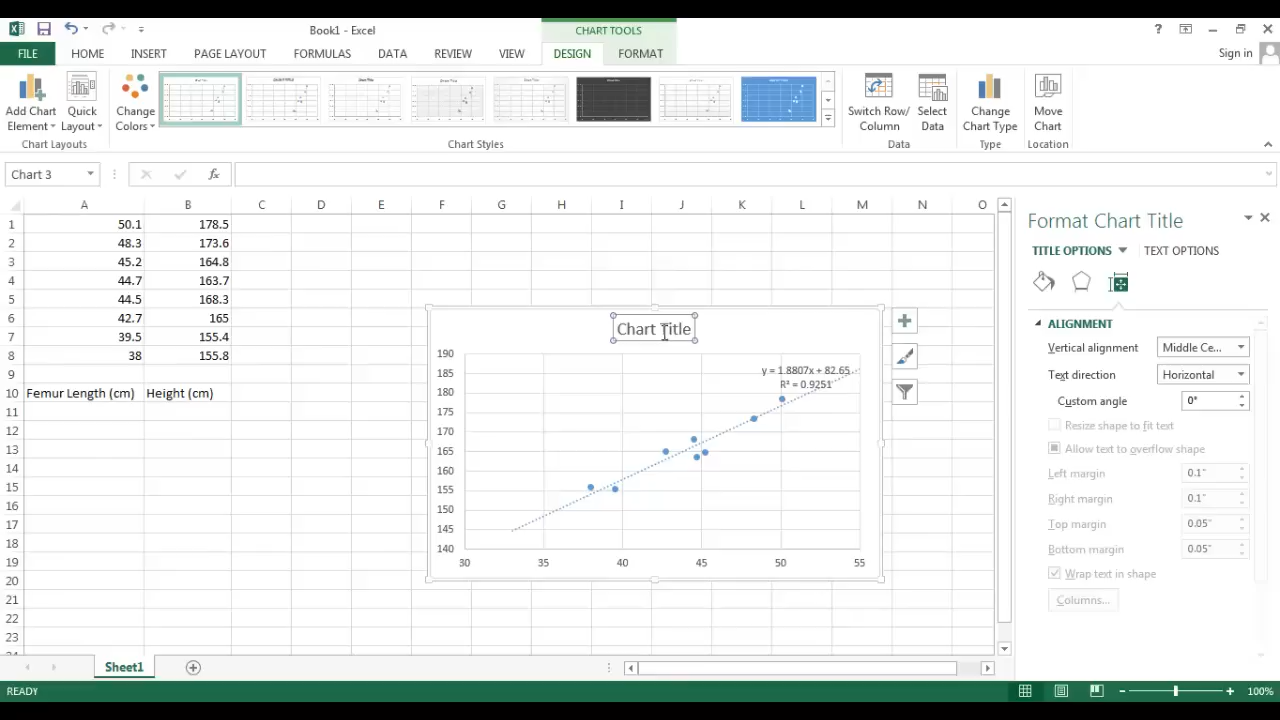 Book1 - Excel
CHART TOOLS
?
FILE HOME INSERT PAGE LAYOUT FORMULAS DATA REVIEW VIEW DESIGN FORMAT Sign in
Add Chart Element Quick Layout Change Colors Switch Row/ Column Select Data Change Chart Type Move Chart
Chart Layouts Chart Styles Data Type Location
Chart 3 fx
A B C D E F G H I J K L M N O
1 50.1 178.5
2 48.3 173.6
3 45.2 164.8
4 44.7 163.7
5 44.5 168.3
6 42.7 165
7 39.5 155.4
8 38 155.8
9
10 Femur Length (cm) Height (cm)
11
12
13
14
15
16
17
18
19
20
21
22
23
Chart Title
y = 1.8807x + 82.65
R² = 0.9251
190
185
180
175
170
165
160
155
150
145
140
30 35 40 45 50 55
Format Chart Title
TITLE OPTIONS TEXT OPTIONS
ALIGNMENT
Vertical alignment Middle Ce...
Text direction Horizontal
Custom angle 0°
Resize shape to fit text
Allow text to overflow shape
Left margin 0.1"
Right margin 0.1"
Top margin 0.05"
Bottom margin 0.05"
Wrap text in shape
Columns...
Sheet1
READY 100%